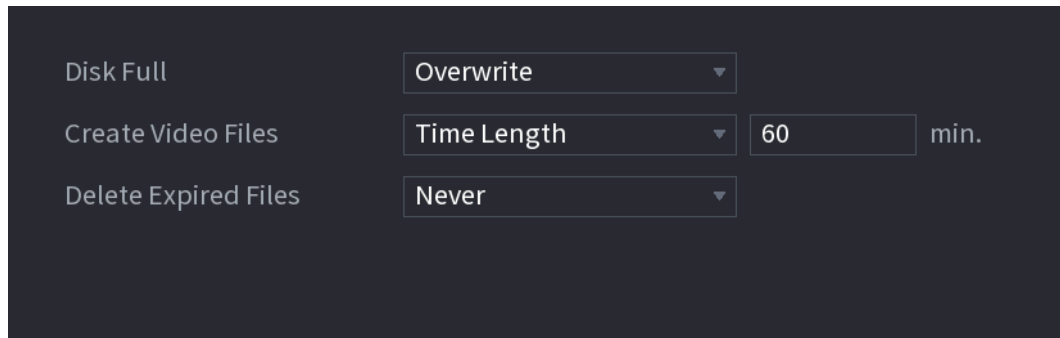 Disk Full Overwrite
Create Video Files Time Length 60 min.
Delete Expired Files Never